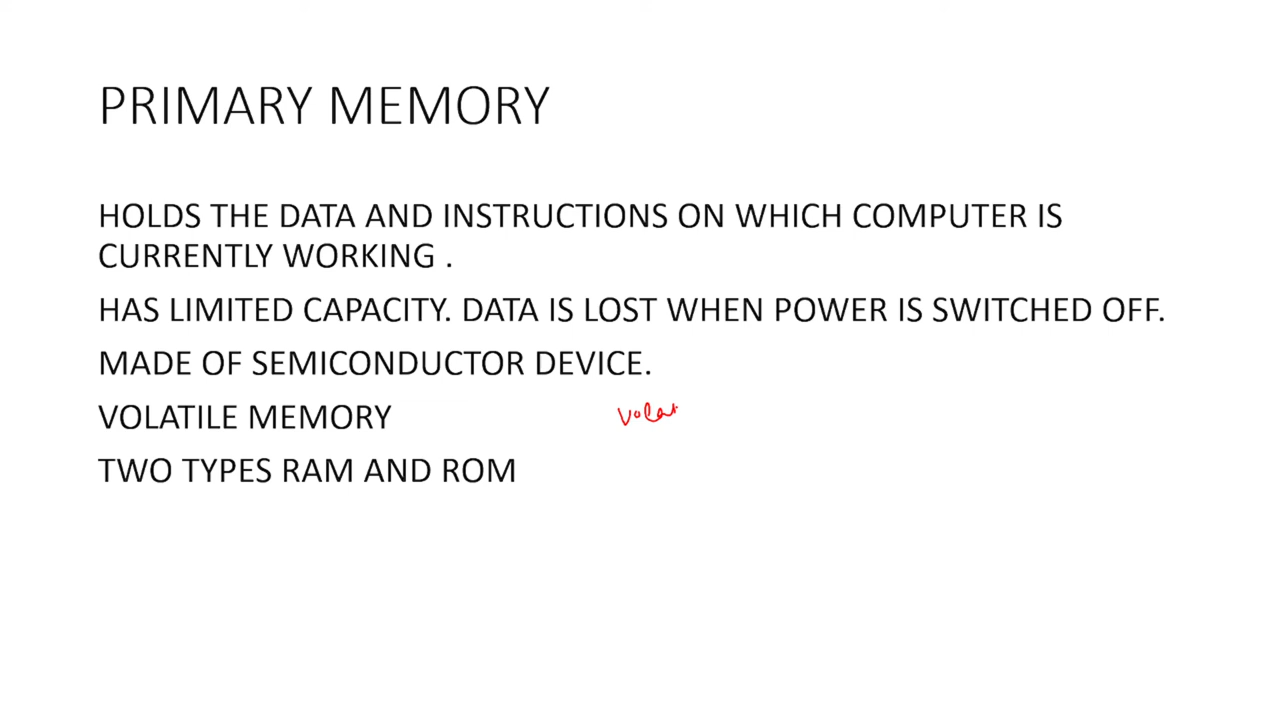 PRIMARY MEMORY
HOLDS THE DATA AND INSTRUCTIONS ON WHICH COMPUTER IS
CURRENTLY WORKING .
HAS LIMITED CAPACITY. DATA IS LOST WHEN POWER IS SWITCHED OFF.
MADE OF SEMICONDUCTOR DEVICE.
VOLATILE MEMORY
TWO TYPES RAM AND ROM